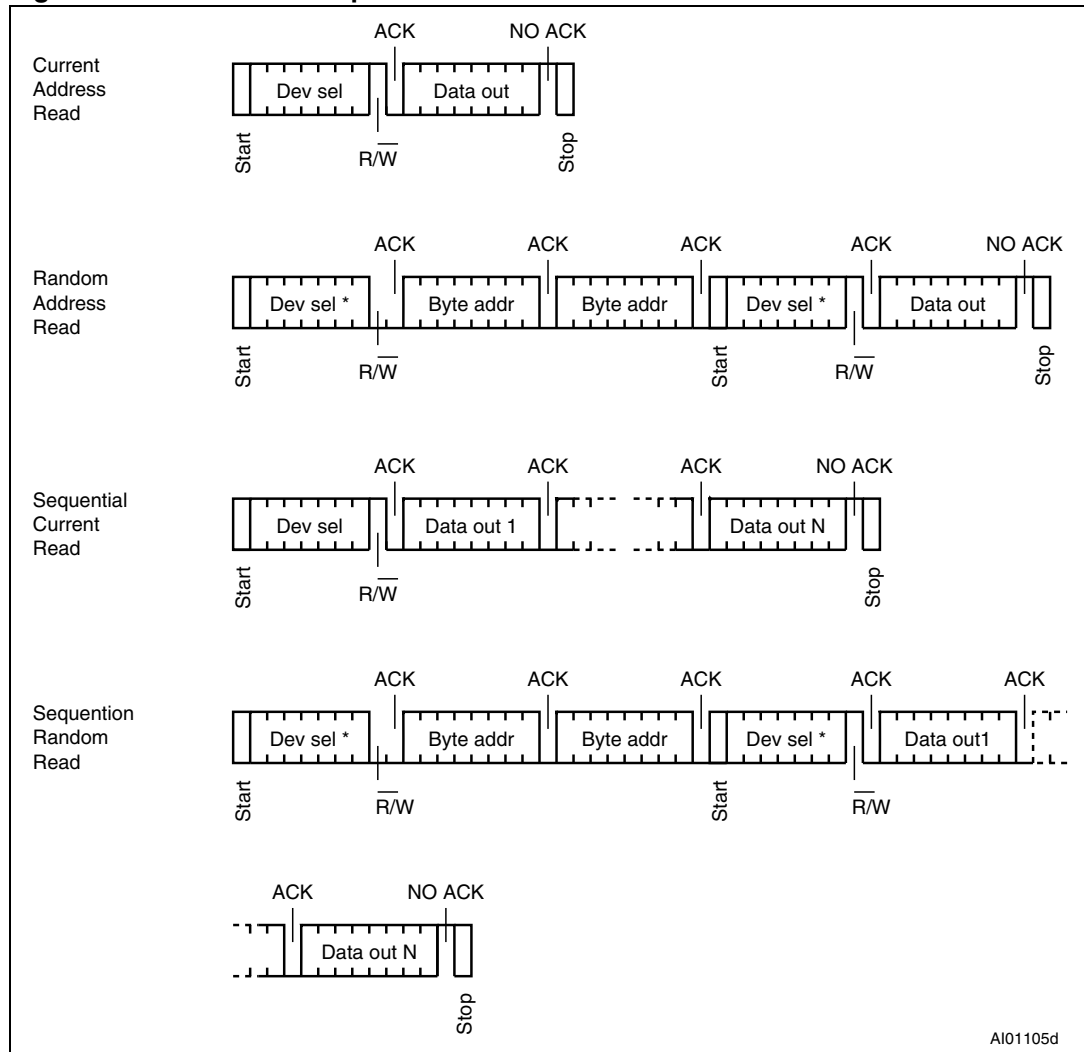 ACK NO ACK
Current
Address
Read
Dev sel Data out
Start R/W Stop
ACK ACK ACK ACK NO ACK
Random
Address
Read
Dev sel * Byte addr Byte addr Dev sel * Data out
Start R/W Start R/W Stop
ACK ACK ACK NO ACK
Sequential
Current
Read
Dev sel Data out 1 Data out N
Start R/W Stop
ACK ACK ACK ACK ACK
Sequention
Random
Read
Dev sel * Byte addr Byte addr Dev sel * Data out1
Start R/W Start R/W
ACK NO ACK
Data out N
Stop
AI01105d